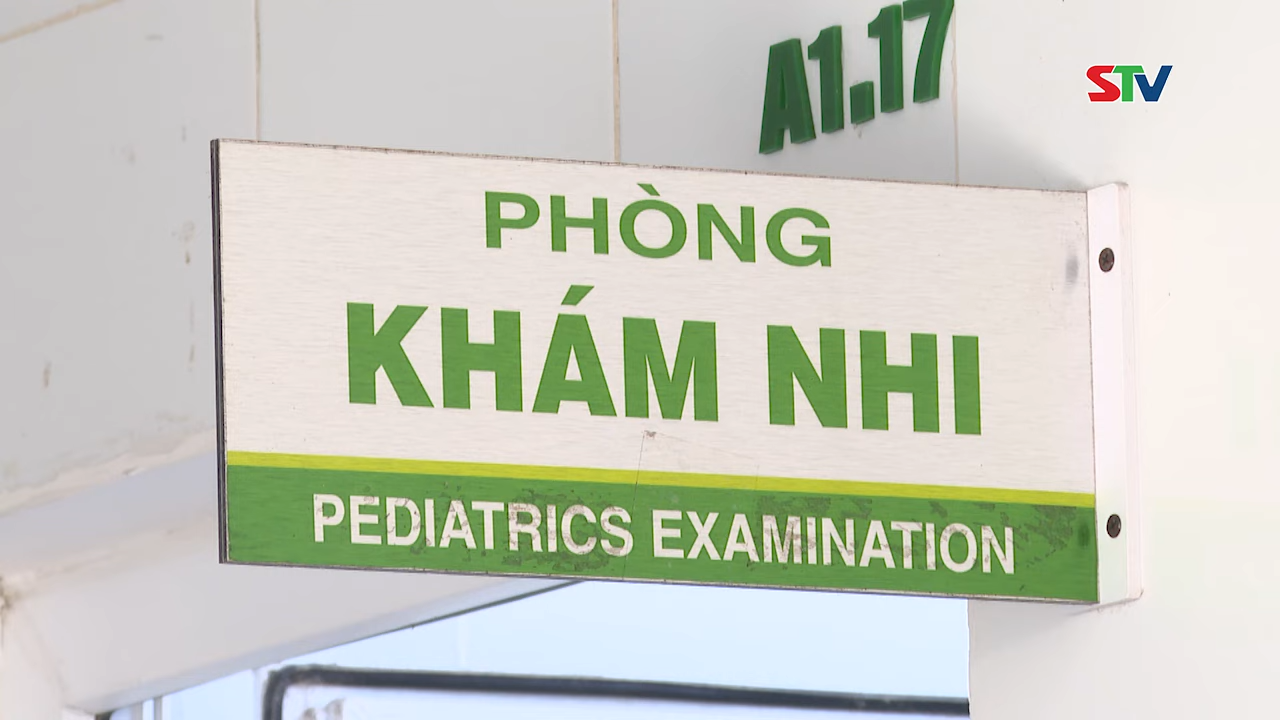 A1.17
STV
PHÒNG
KHÁM NHI
PEDIATRICS EXAMINATION